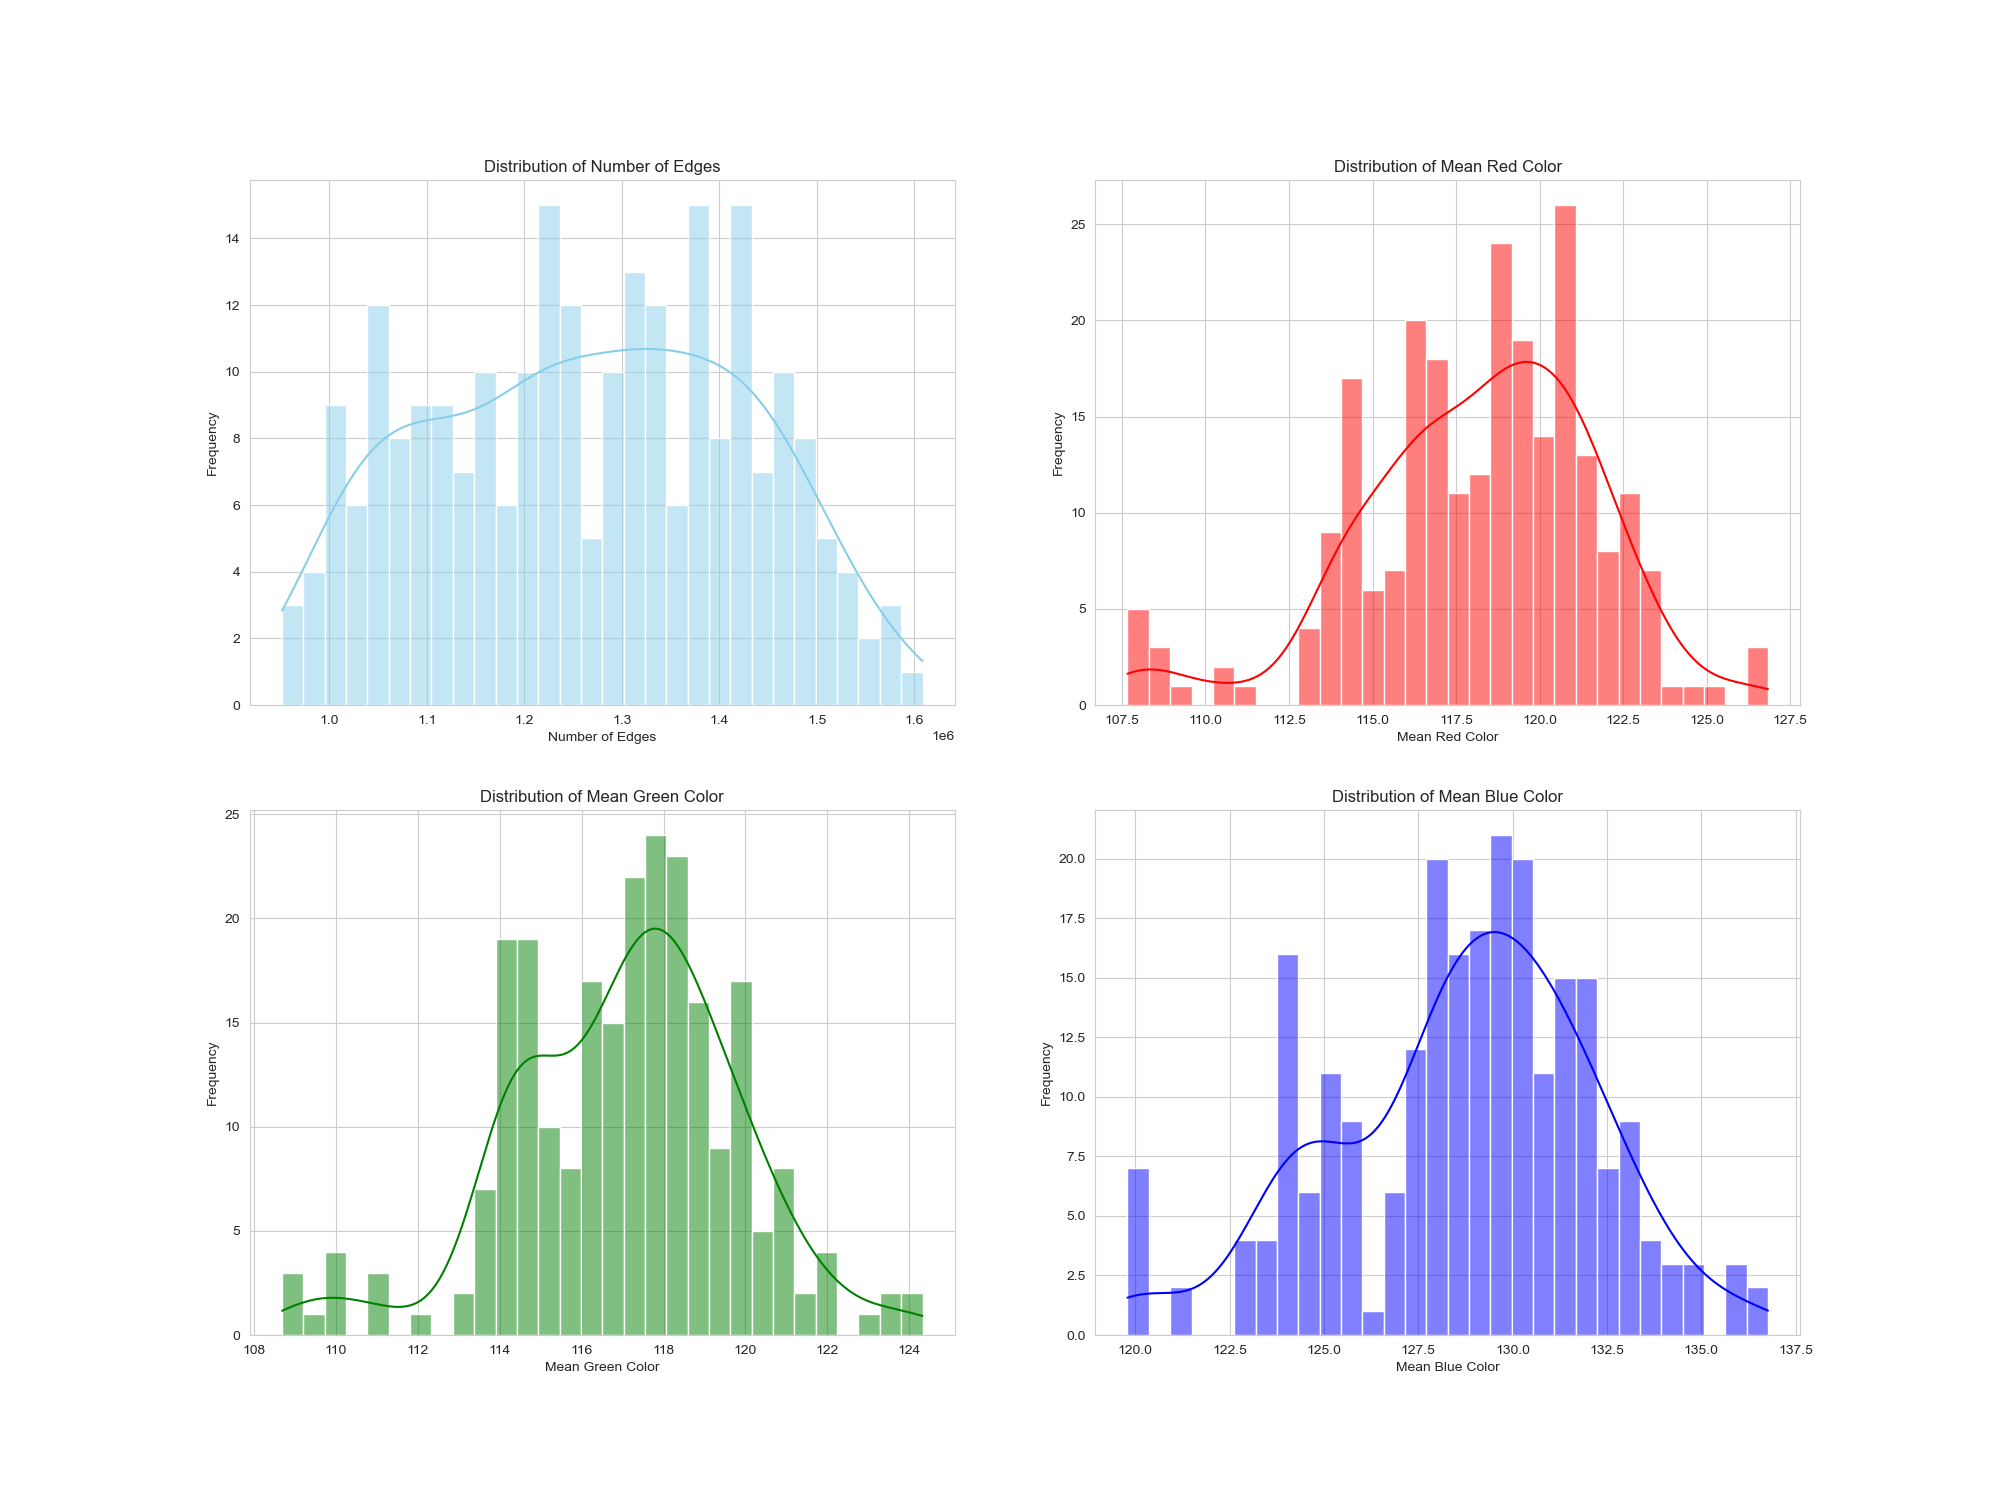 Distribution of Number of Edges
14
12
10
8
6
4
2
0
Frequency
1.0 1.1 1.2 1.3 1.4 1.5 1.6
1e6
Number of Edges
Distribution of Mean Red Color
25
20
15
10
5
0
Frequency
107.5 110.0 112.5 115.0 117.5 120.0 122.5 125.0 127.5
Mean Red Color
Distribution of Mean Green Color
25
20
15
10
5
0
Frequency
108 110 112 114 116 118 120 122 124
Mean Green Color
Distribution of Mean Blue Color
20.0
17.5
15.0
12.5
10.0
7.5
5.0
2.5
0.0
Frequency
120.0 122.5 125.0 127.5 130.0 132.5 135.0 137.5
Mean Blue Color